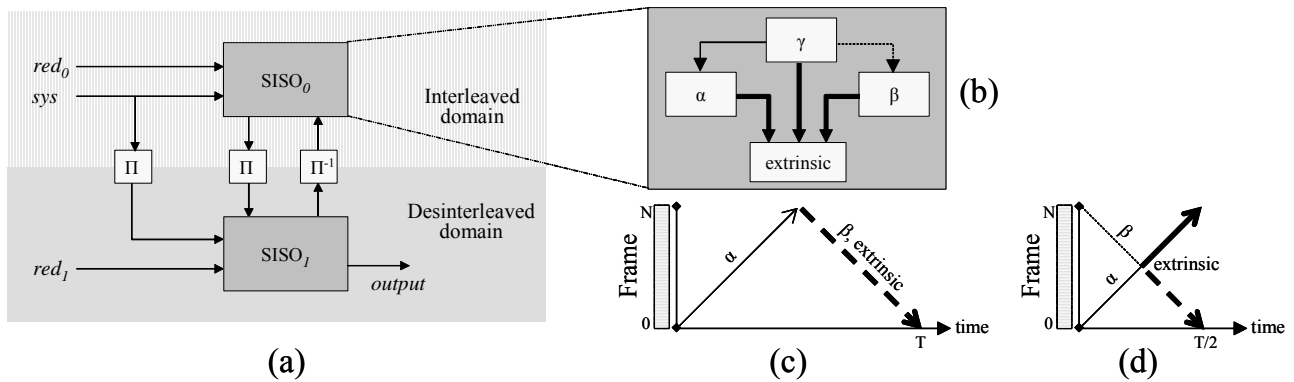 red0
sys
SISO0
Interleaved
domain
Π
Π
Π-1
Desinterleaved
domain
SISO1
red1
output
(a)
γ
α
β
extrinsic
(b)
N
Frame
0
α
β, extrinsic
T
time
(c)
N
Frame
0
β
α
extrinsic
T/2
time
(d)